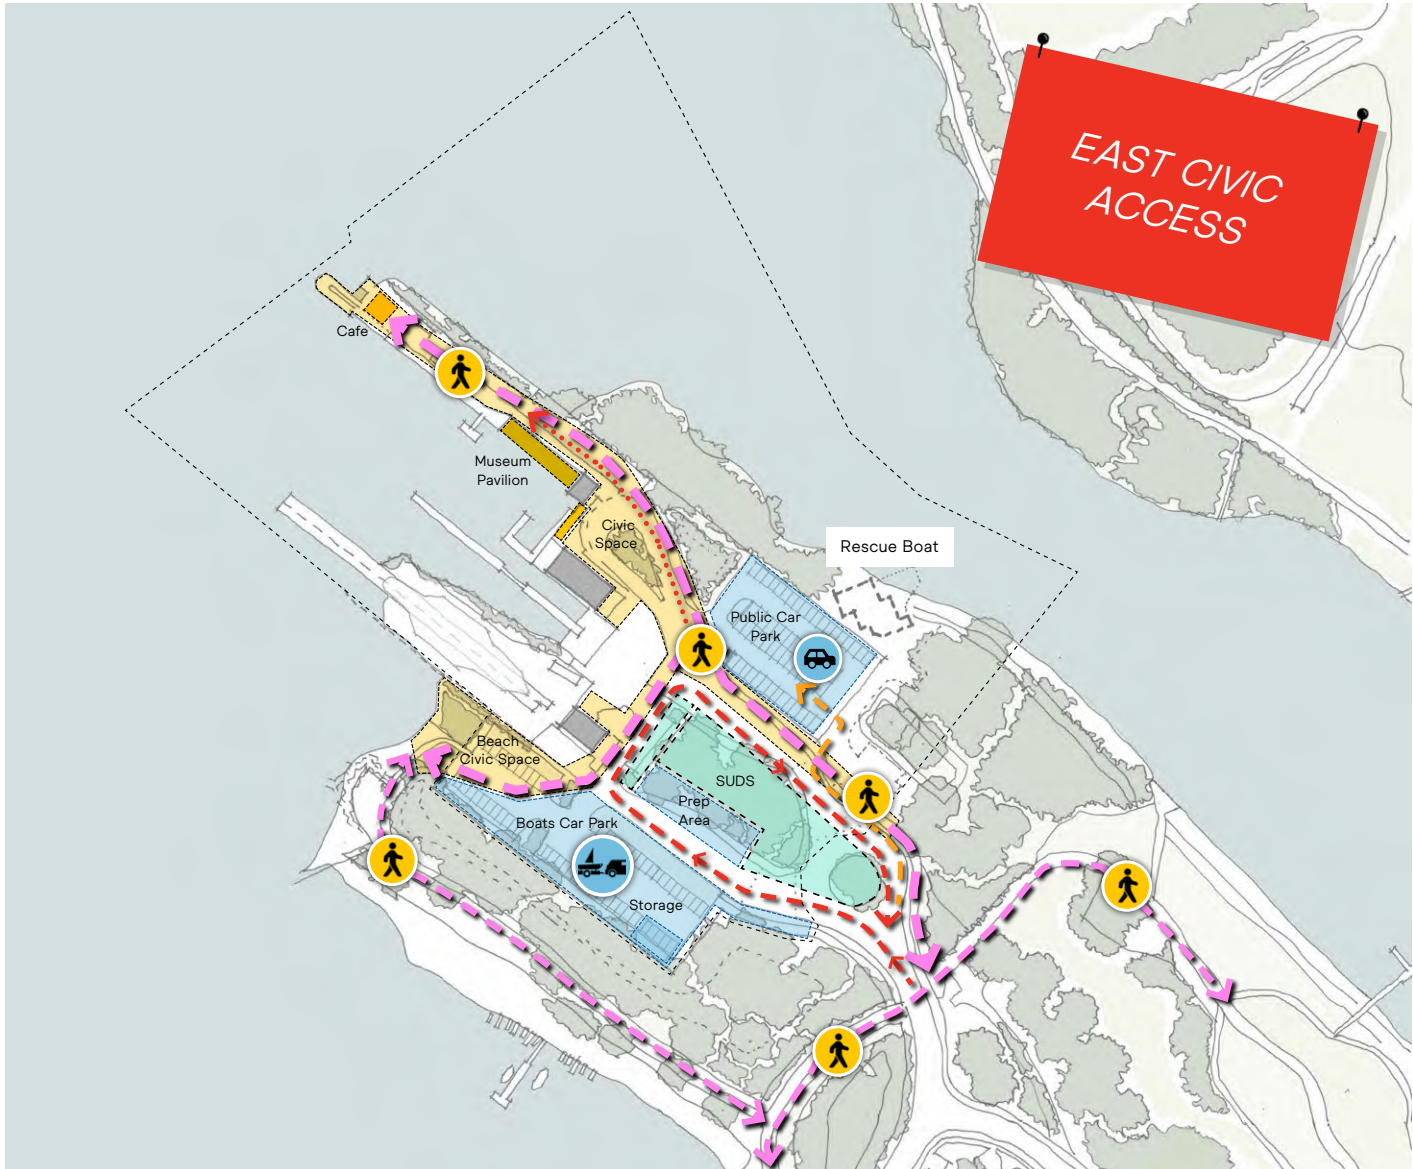 EAST CIVIC
ACCESS
Cafe
Museum
Pavilion
Civic
Space
Rescue Boat
Public Car
Park
Beach
Civic Space
SUDS
Prep
Area
Boats Car Park
Storage